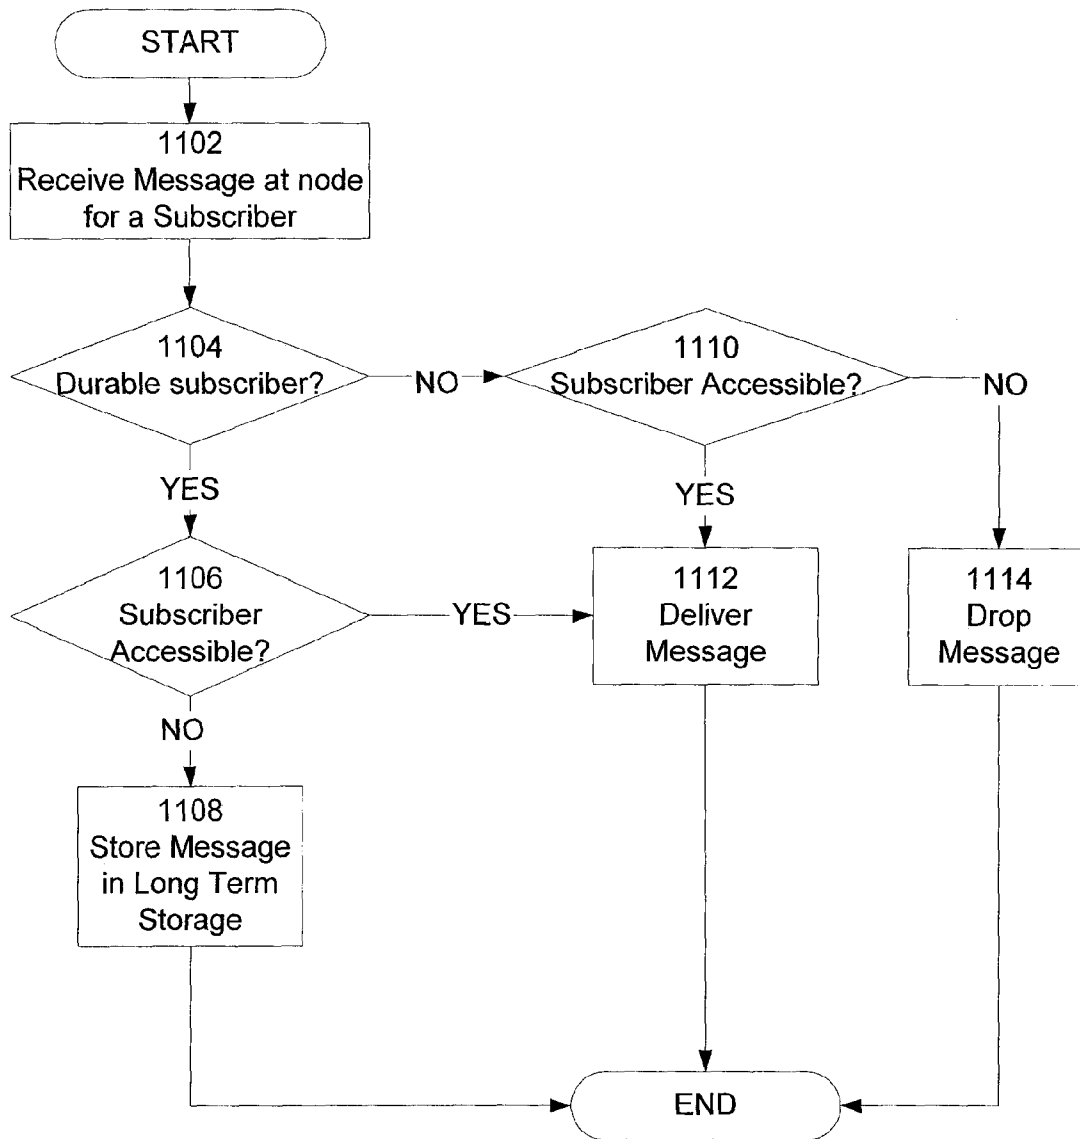 START
1102
Receive Message at node
for a Subscriber
1104
Durable subscriber?
NO
1110
Subscriber Accessible?
NO
YES
YES
1106
Subscriber
Accessible?
YES
1112
Deliver
Message
1114
Drop
Message
NO
1108
Store Message
in Long Term
Storage
END